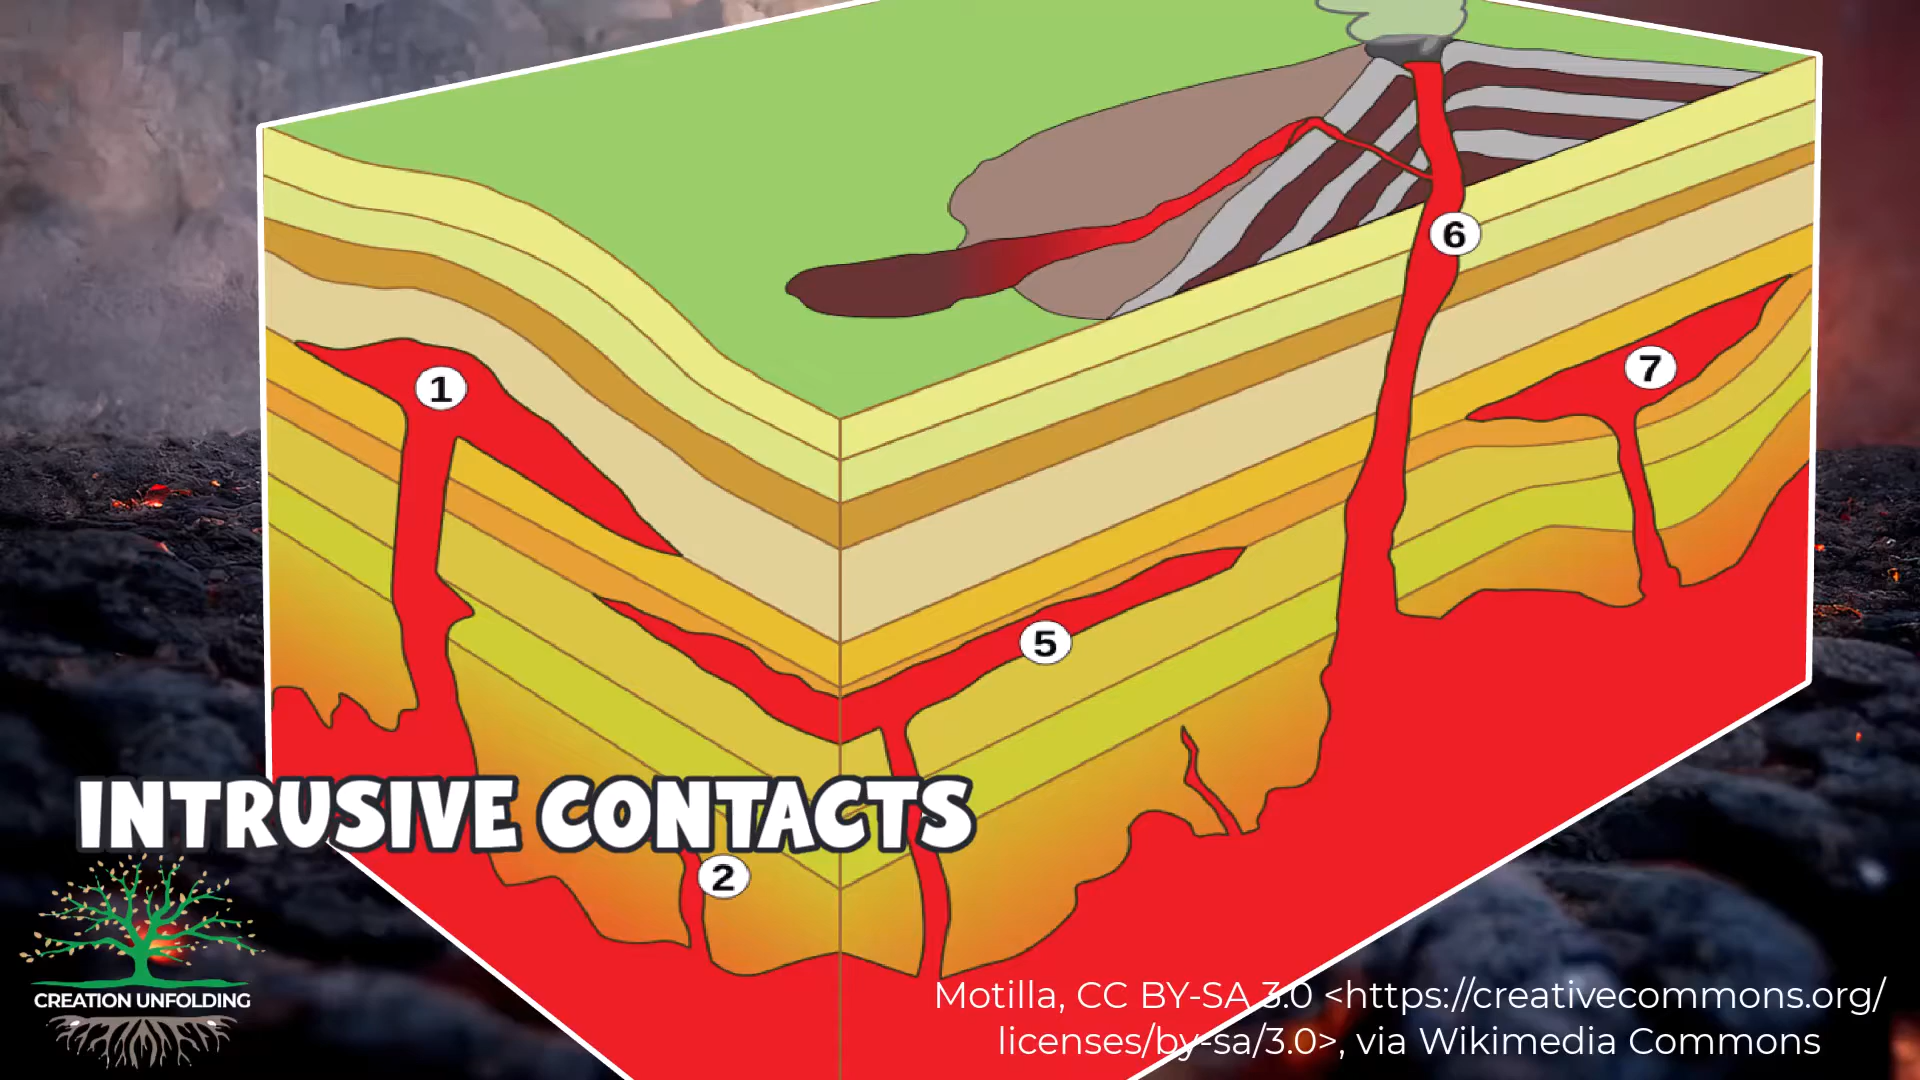 6
7
1
5
INTRUSIVE CONTACTS
2
CREATION UNFOLDING
Motilla, CC BY-SA 3.0 <https://creativecommons.org/
licenses/by-sa/3.0>, via Wikimedia Commons